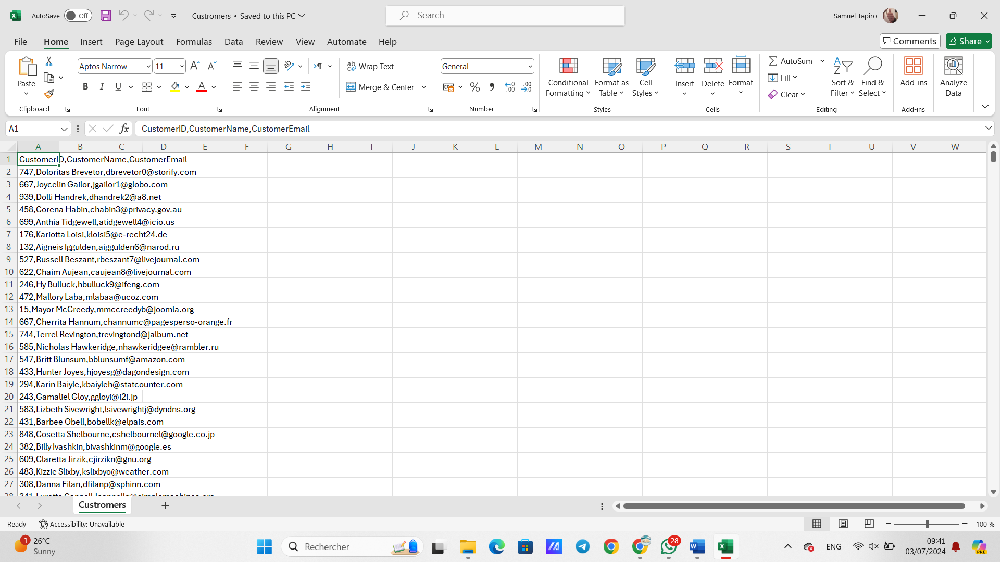 AutoSave Off Custromers • Saved to this PC Search Samuel Tapiro
File Home Insert Page Layout Formulas Data Review View Automate Help Comments Share
Paste
Clipboard
Aptos Narrow 11
B I U
Font
Wrap Text
Merge & Center
Alignment
General
Number
Conditional Formatting
Format as Table
Cell Styles
Styles
Insert Delete Format
Cells
AutoSum
Fill
Clear
Sort & Filter
Find & Select
Editing
Add-ins
Add-ins
Analyze Data
A1 fx CustomerID,CustomerName,CustomerEmail
A B C D E F G H I J K L M N O P Q R S T U V W
1 CustomerID,CustomerName,CustomerEmail
2 747,Doloritas Brevetor,dbrevetor0@storify.com
3 667,Joycelin Gailor,jgailor1@globo.com
4 939,Dolli Handrek,dhandrek2@a8.net
5 458,Corena Habin,chabin3@privacy.gov.au
6 699,Anthia Tidgewell,atidgewell4@icio.us
7 176,Kariotta Loisi,kloisi5@e-recht24.de
8 132,Aigneis Iggulden,aiggulden6@narod.ru
9 527,Russell Beszant,rbeszant7@livejournal.com
10 622,Chaim Aujean,caujean8@livejournal.com
11 246,Hy Bulluck,hbulluck9@ifeng.com
12 472,Mallory Laba,mlabaa@ucoz.com
13 15,Mayor McCreedy,mmccreedyb@joomla.org
14 667,Cherrita Hannum,channumc@pagesperso-orange.fr
15 744,Terrel Revington,trevingtond@jalbum.net
16 585,Nicholas Hawkeridge,nhawkeridgee@rambler.ru
17 547,Britt Blunsum,bblunsumf@amazon.com
18 433,Hunter Joyes,hjoyesg@dagondesign.com
19 294,Karin Baiyle,kbaiyleh@statcounter.com
20 243,Gamaliel Gloy,ggloyi@i2i.jp
21 583,Lizbeth Sivewright,lsivewrightj@dyndns.org
22 431,Barbee Obell,bobellk@elpais.com
23 848,Cosetta Shelbourne,cshelbournel@google.co.jp
24 382,Billy Ivashkin,bivashkinm@google.es
25 609,Claretta Jirzik,cjirzikn@gnu.org
26 483,Kizzie Slixby,kslixbyo@weather.com
27 308,Danna Filan,dfilanp@sphinn.com
Custromers
Ready Accessibility: Unavailable 100 %
1 26°C
Sunny
Rechercher
28
ENG
09:41
03/07/2024
PRE